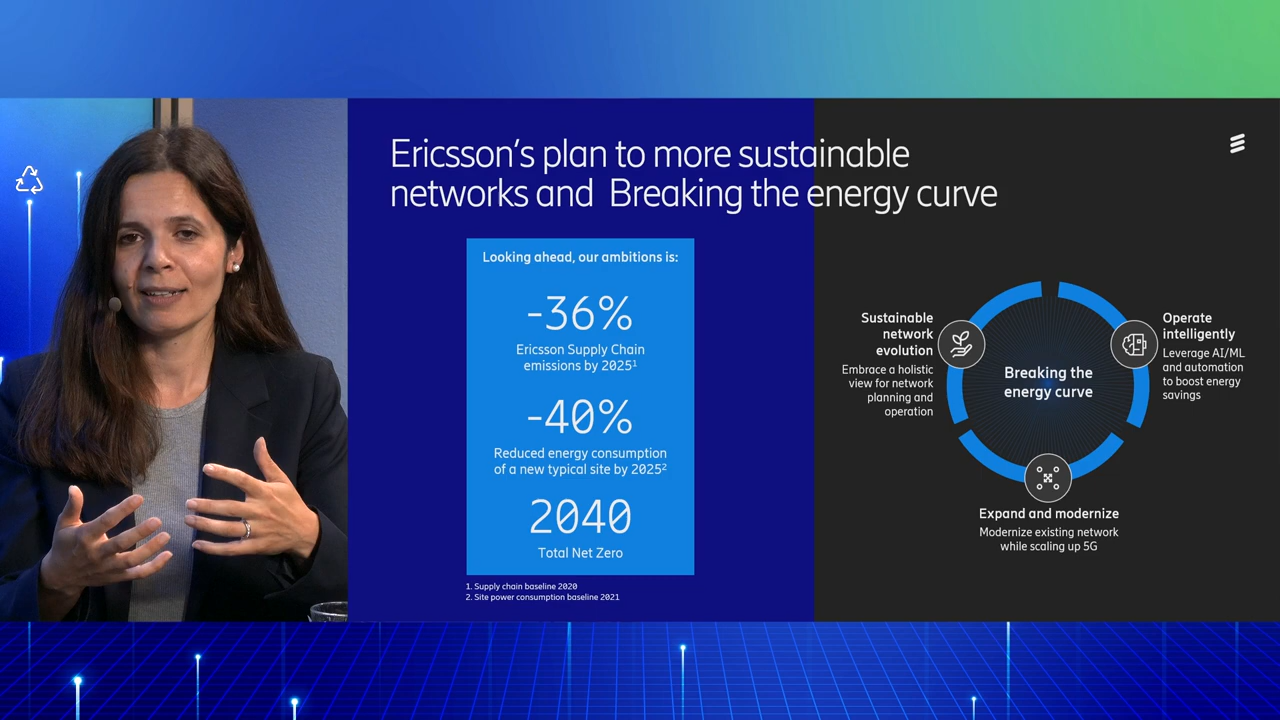 Ericsson's plan to more sustainable
networks and  Breaking the energy curve
Looking ahead, our ambitions is:
-36%
Ericsson Supply Chain
emissions by 2025¹
-40%
Reduced energy consumption
of a new typical site by 2025²
2040
Total Net Zero
1. Supply chain baseline 2020
2. Site power consumption baseline 2021
Sustainable
network
evolution
Embrace a holistic
view for network
planning and
operation
Breaking the
energy curve
Operate
intelligently
Leverage AI/ML
and automation
to boost energy
savings
Expand and modernize
Modernize existing network
while scaling up 5G